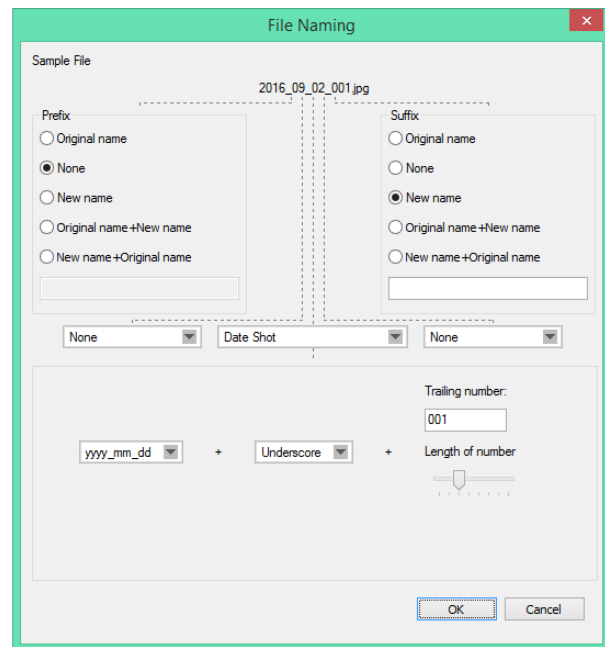 File Naming
Sample File
2016_09_02_001.jpg
Prefix
Original name
None
New name
Original name+New name
New name+Original name
Suffix
Original name
None
New name
Original name+New name
New name+Original name
None
Date Shot
None
Trailing number:
001
yyyy_mm_dd + Underscore + Length of number
OK Cancel